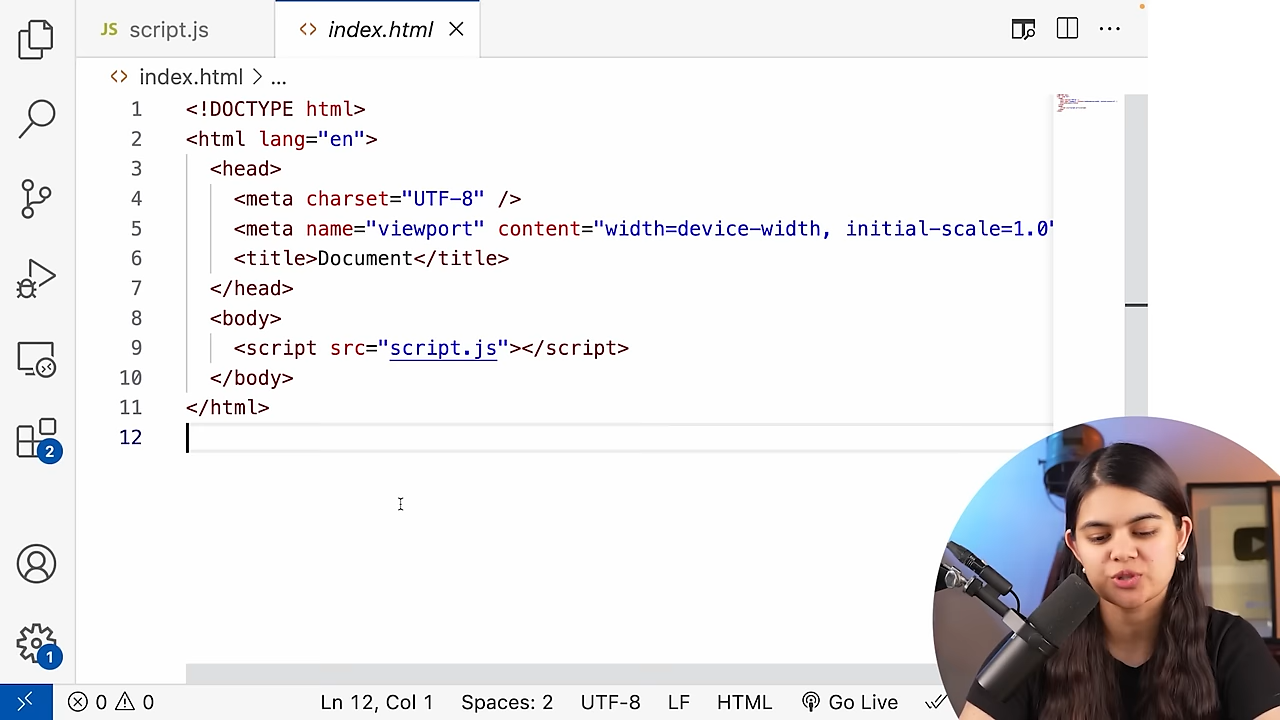 JS script.js <> index.html
<> index.html > ...
1 <!DOCTYPE html>
2 <html lang="en">
3 <head>
4 <meta charset="UTF-8" />
5 <meta name="viewport" content="width=device-width, initial-scale=1.0"
6 <title>Document</title>
7 </head>
8 <body>
9 <script src="script.js"></script>
10 </body>
11 </html>
12
2
1
0 0 Ln 12, Col 1 Spaces: 2 UTF-8 LF HTML Go Live